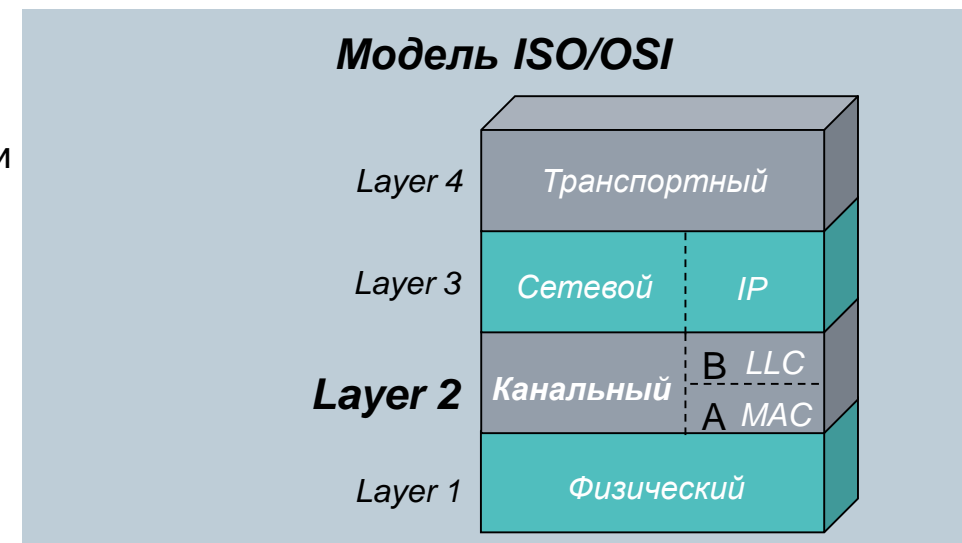 Модель ISO/OSI
и
Layer 4 Транспортный
Layer 3 Сетевой IP
B LLC
Layer 2 Канальный
A MAC
Layer 1 Физический